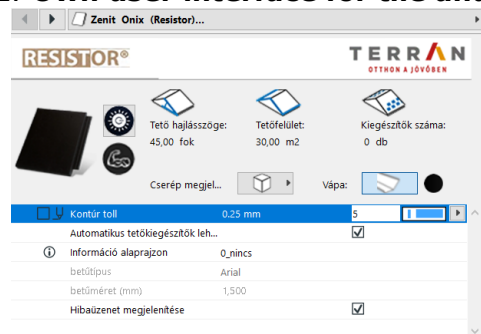 Zenit Onix (Resistor)...
RESISTOR®
TERRAN
OTTHON A JÖVŐBEN
Tető hajlásszöge:
45,00 fok
Tetőfelület:
30,00 m2
Kiegészítők száma:
0 db
Cserép megjel...
Vápa:
Kontúr toll
0.25 mm
5
Automatikus tetőkiegészítők leh...
Információ alaprajzon
0_nincs
betűtípus
Arial
betűméret (mm)
1,500
Hibaüzenet megjelenítése